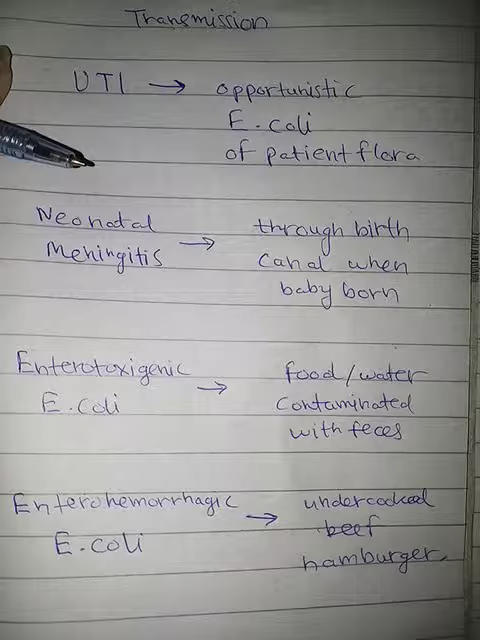 Transmission
UTI → opportunistic
E.coli
of patient flora
Neonatal
Meningitis → through birth
canal when
baby born
Enterotoxigenic
E.coli → food/water
contaminated
with feces
Enterohemorrhagic
E.coli → undercooked
beef
hamburger.